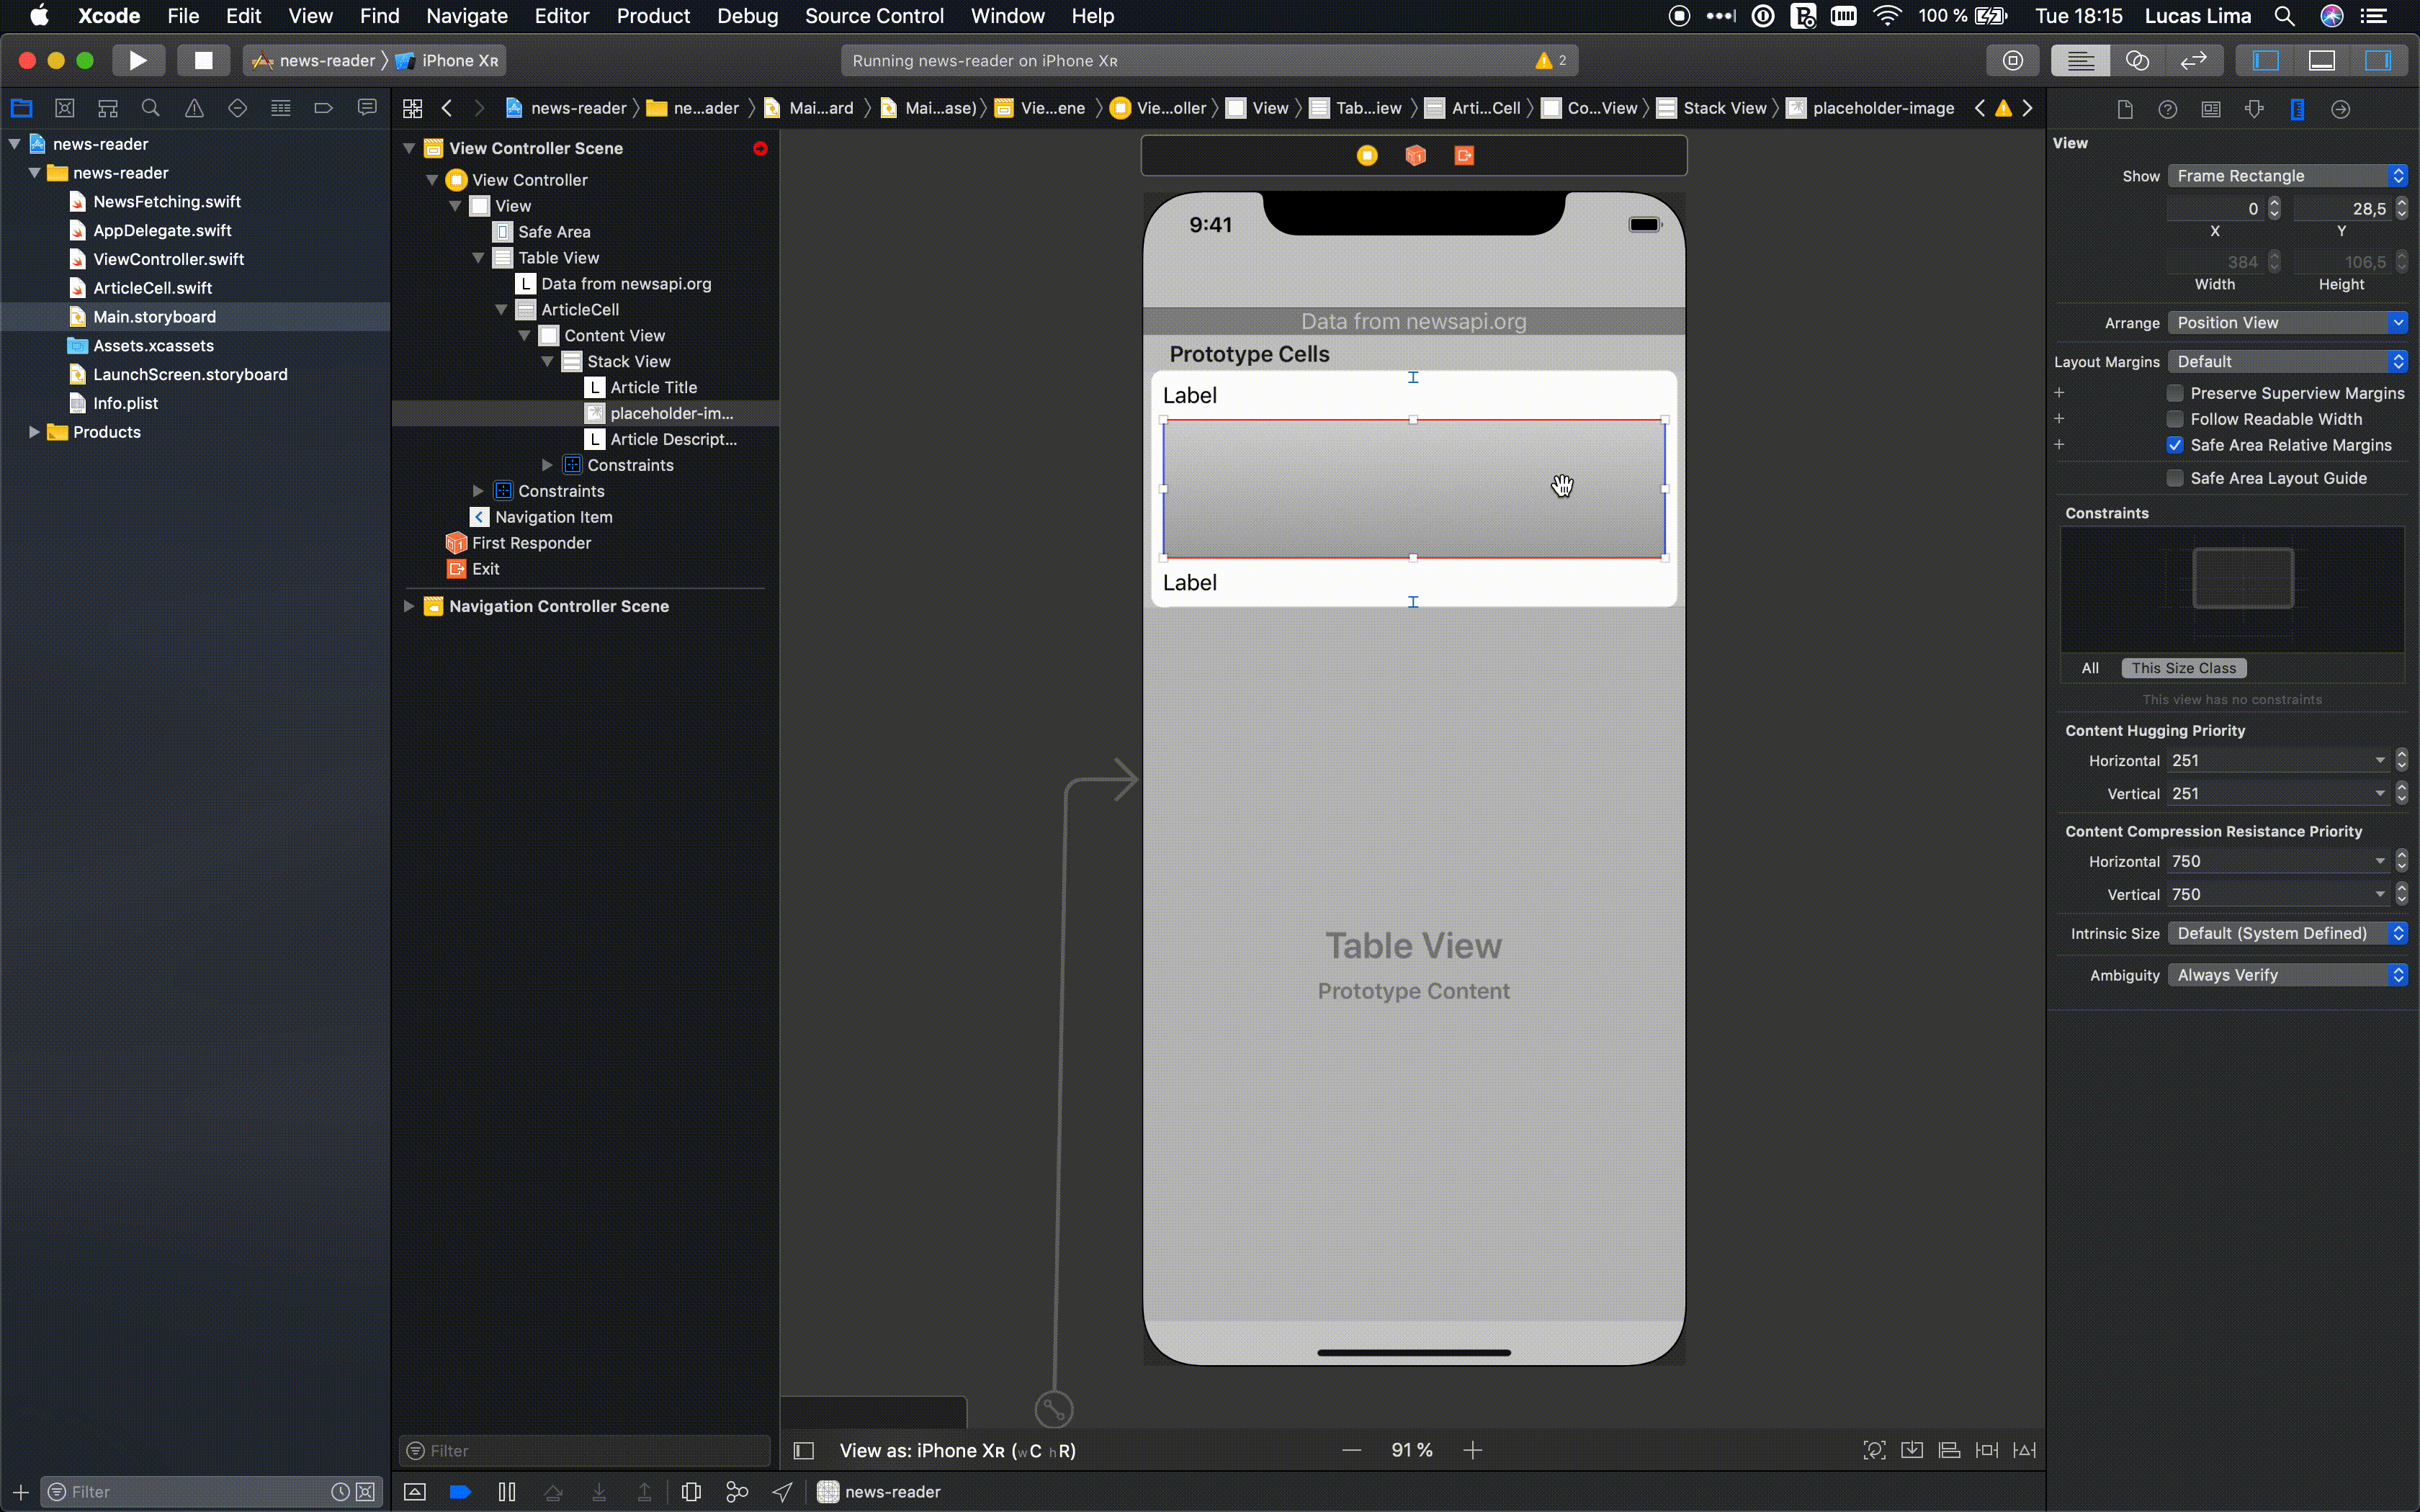 Xcode File Edit View Find Navigate Editor Product Debug Source Control Window Help 100 % Tue 18:15 Lucas Lima
news-reader iPhone XR Running news-reader on iPhone XR 2
news-reader ne...ader Mai...ard Mai...ase) Vie...ene Vie...oller View Tab...iew Arti...Cell Co...View Stack View placeholder-image
news-reader
news-reader
NewsFetching.swift
AppDelegate.swift
ViewController.swift
ArticleCell.swift
Main.storyboard
Assets.xcassets
LaunchScreen.storyboard
Info.plist
Products
Filter
View Controller Scene
View Controller
View
Safe Area
Table View
L Data from newsapi.org
ArticleCell
Content View
Stack View
L Article Title
placeholder-im...
L Article Descript...
Constraints
Constraints
Navigation Item
First Responder
Exit
Navigation Controller Scene
Filter
9:41
Data from newsapi.org
Prototype Cells
Label
Label
Table View
Prototype Content
View as: iPhone XR (wC hR)
91 %
news-reader
View
Show Frame Rectangle
0 28,5
X Y
384 106,5
Width Height
Arrange Position View
Layout Margins Default
Preserve Superview Margins
Follow Readable Width
Safe Area Relative Margins
Safe Area Layout Guide
Constraints
All This Size Class
This view has no constraints
Content Hugging Priority
Horizontal 251
Vertical 251
Content Compression Resistance Priority
Horizontal 750
Vertical 750
Intrinsic Size Default (System Defined)
Ambiguity Always Verify